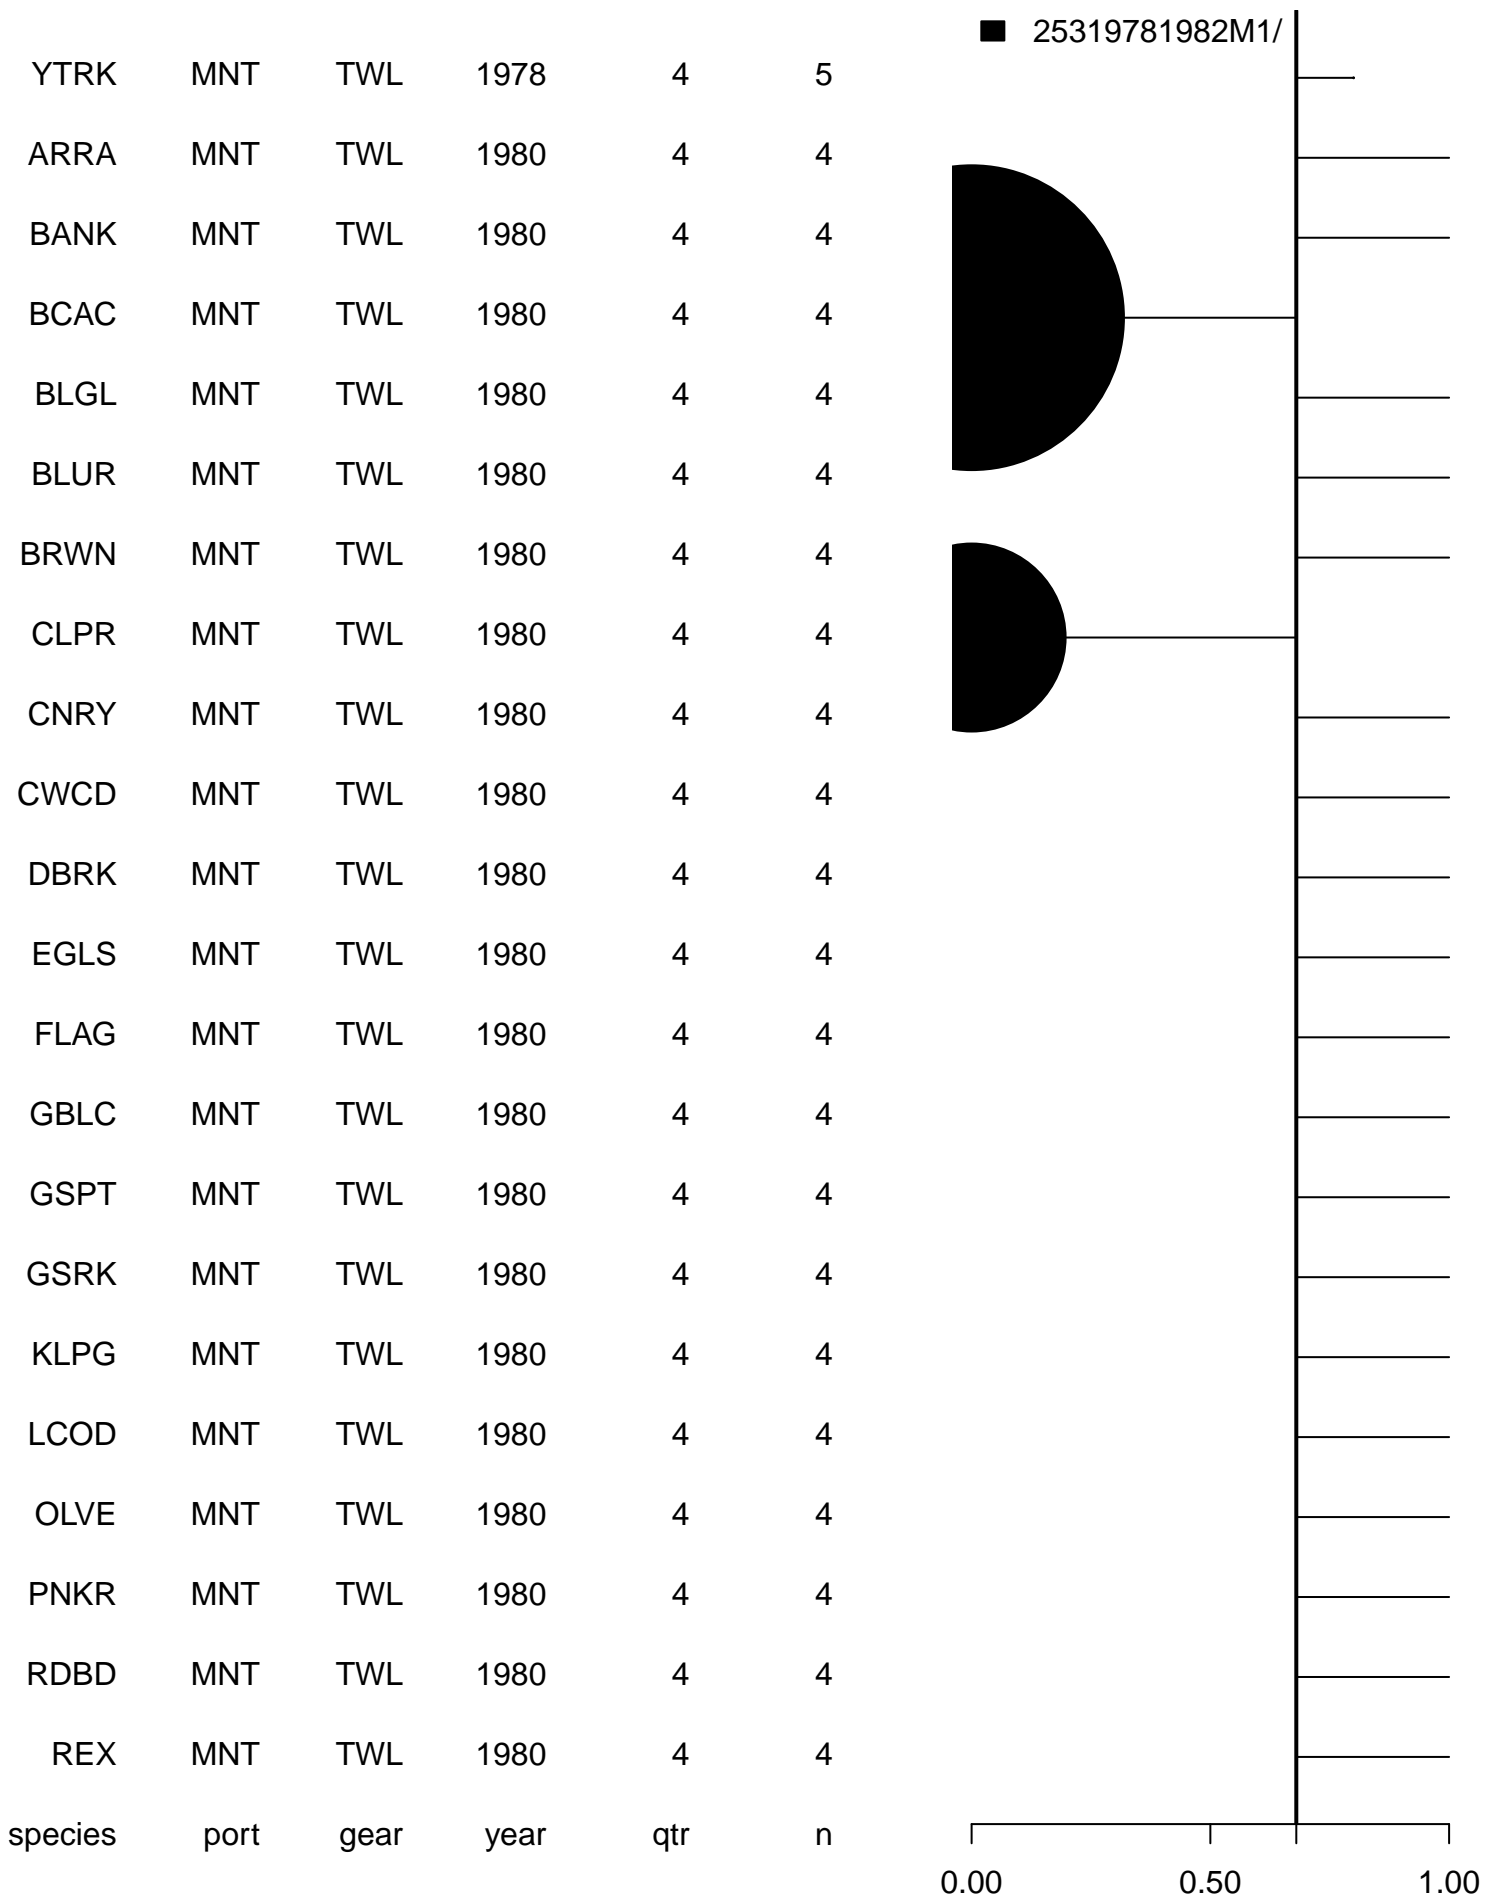 25319781982M1/
YTRK MNT TWL 1978 4 5
ARRA MNT TWL 1980 4 4
BANK MNT TWL 1980 4 4
BCAC MNT TWL 1980 4 4
BLGL MNT TWL 1980 4 4
BLUR MNT TWL 1980 4 4
BRWN MNT TWL 1980 4 4
CLPR MNT TWL 1980 4 4
CNRY MNT TWL 1980 4 4
CWCD MNT TWL 1980 4 4
DBRK MNT TWL 1980 4 4
EGLS MNT TWL 1980 4 4
FLAG MNT TWL 1980 4 4
GBLC MNT TWL 1980 4 4
GSPT MNT TWL 1980 4 4
GSRK MNT TWL 1980 4 4
KLPG MNT TWL 1980 4 4
LCOD MNT TWL 1980 4 4
OLVE MNT TWL 1980 4 4
PNKR MNT TWL 1980 4 4
RDBD MNT TWL 1980 4 4
REX MNT TWL 1980 4 4
species port gear year qtr n
0.00 0.50 1.00